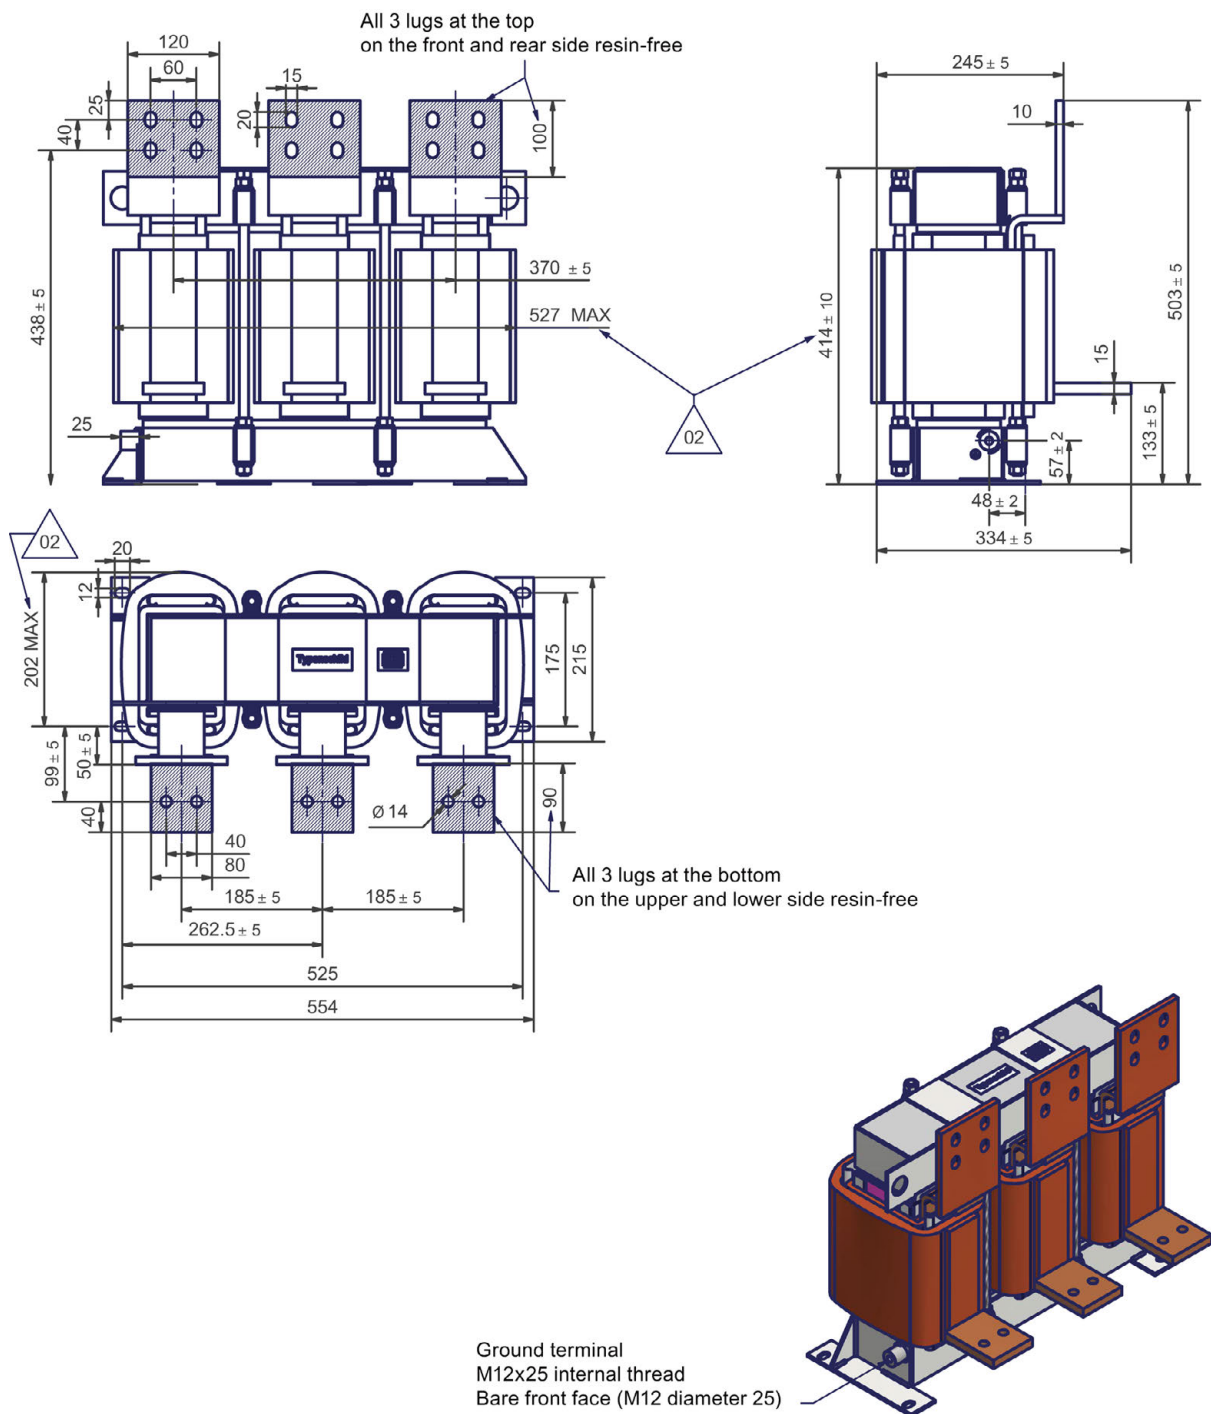 All 3 lugs at the top
on the front and rear side resin-free
120
60
15
25
40
20
100
370 ± 5
527 MAX
438 ± 5
25
02
245 ± 5
10
414 ± 10
503 ± 5
15
133 ± 5
57 ± 2
48 ± 2
334 ± 5
02
20
12
202 MAX
Typenschild
175
215
99 ± 5
50 ± 5
40
Ø 14
90
40
80
185 ± 5
185 ± 5
262.5 ± 5
525
554
All 3 lugs at the bottom
on the upper and lower side resin-free
Typenschild
Ground terminal
M12x25 internal thread
Bare front face (M12 diameter 25)